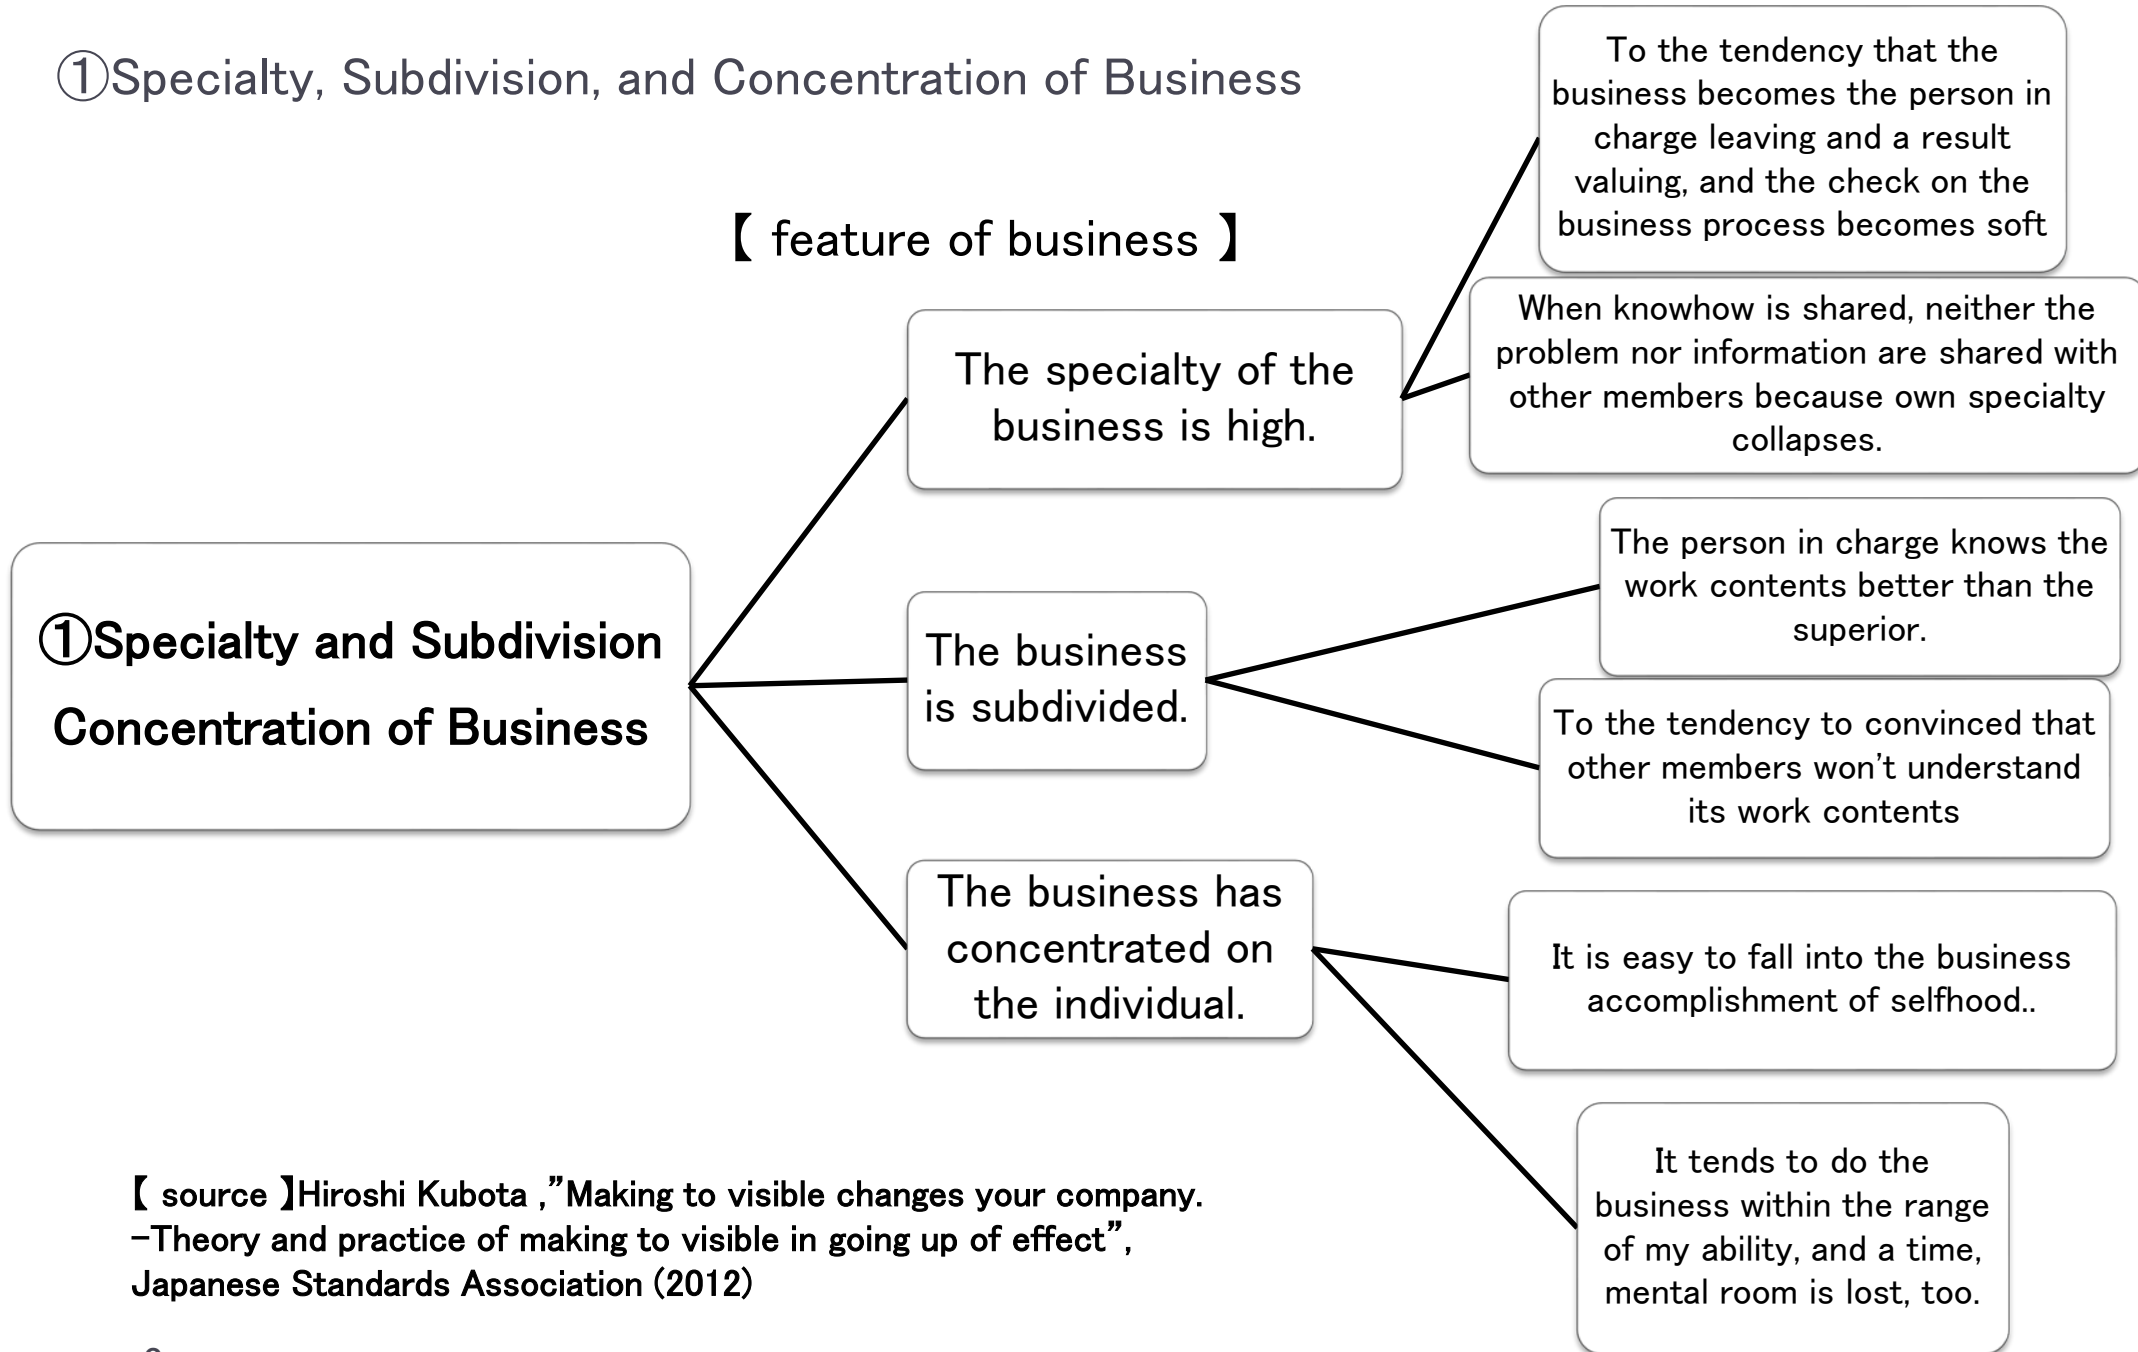 ①Specialty, Subdivision, and Concentration of Business
【 feature of business 】
①Specialty and Subdivision
Concentration of Business
The specialty of the
business is high.
To the tendency that the
business becomes the person in
charge leaving and a result
valuing, and the check on the
business process becomes soft
When knowhow is shared, neither the
problem nor information are shared with
other members because own specialty
collapses.
The business
is subdivided.
The person in charge knows the
work contents better than the
superior.
To the tendency to convinced that
other members won't understand
its work contents
The business has
concentrated on
the individual.
It is easy to fall into the business
accomplishment of selfhood..
It tends to do the
business within the range
of my ability, and a time,
mental room is lost, too.
【 source 】Hiroshi Kubota ,”Making to visible changes your company.
−Theory and practice of making to visible in going up of effect”,
Japanese Standards Association (2012)